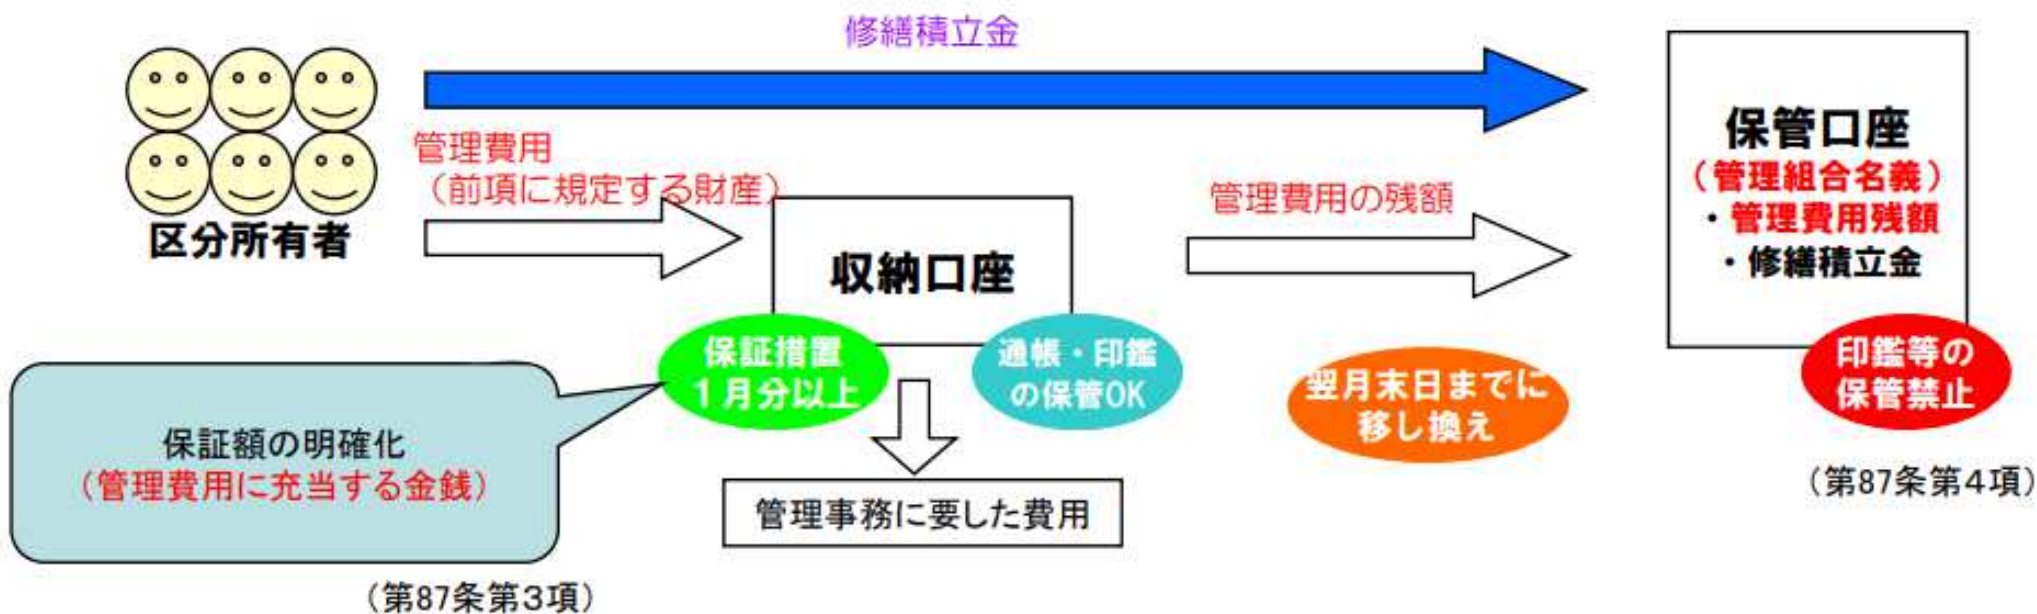 修繕積立金
区分所有者
管理費用
（前項に規定する財産）
収納口座
保証措置
１月分以上
通帳・印鑑
の保管OK
管理費用の残額
翌月末日までに
移し換え
保管口座
（管理組合名義）
・管理費用残額
・修繕積立金
印鑑等の
保管禁止
（第87条第４項）
保証額の明確化
（管理費用に充当する金銭）
（第87条第３項）
管理事務に要した費用